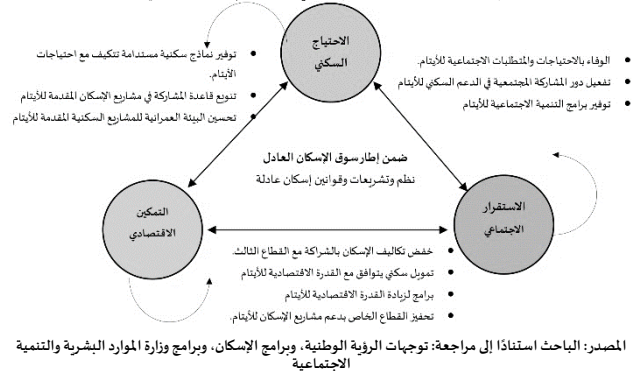 الاحتياج
السكني
توفير نماذج سكنية مستدامة تتكيف مع احتياجات
الأيتام.
تنويع قاعدة المشاركة في مشاريع الإسكان المقدمة للأيتام
تحسين البيئة العمرانية للمشاريع السكنية المقدمة للأيتام
الوفاء بالاحتياجات والمتطلبات الاجتماعية للأيتام.
تفعيل دور المشاركة المجتمعية في الدعم السكني للأيتام
توفير برامج التنمية الاجتماعية للأيتام
ضمن إطار سوق الإسكان العادل
نظم وتشريعات وقوانين إسكان عادلة
الاستقرار
الاجتماعي
التمكين
الاقتصادي
خفض تكاليف الإسكان بالشراكة مع القطاع الثالث.
تمويل سكني يتوافق مع القدرة الاقتصادية للأيتام
برامج لزيادة القدرة الاقتصادية للأيتام
تحفيز القطاع الخاص بدعم مشاريع الإسكان للأيتام.
المصدر: الباحث استنادًا إلى مراجعة: توجهات الرؤية الوطنية، وبرامج الإسكان، وبرامج وزارة الموارد البشرية والتنمية
الاجتماعية